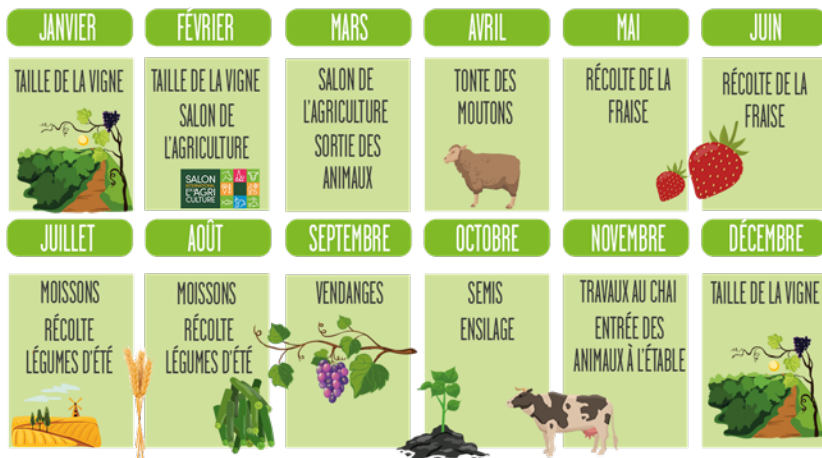 JANVIER
FÉVRIER
MARS
AVRIL
MAI
JUIN
TAILLE DE LA VIGNE
TAILLE DE LA VIGNE
SALON DE
L'AGRICULTURE
SALON
INTERNATIONAL
DE L'AGRI
CULTURE
SALON DE
L'AGRICULTURE
SORTIE DES
ANIMAUX
TONTE DES
MOUTONS
RÉCOLTE DE LA
FRAISE
RÉCOLTE DE LA
FRAISE
JUILLET
AOÛT
SEPTEMBRE
OCTOBRE
NOVEMBRE
DÉCEMBRE
MOISSONS
RÉCOLTE
LÉGUMES D'ÉTÉ
MOISSONS
RÉCOLTE
LÉGUMES D'ÉTÉ
VENDANGES
SEMIS
ENSILAGE
TRAVAUX AU CHAI
ENTRÉE DES
ANIMAUX À L'ÉTABLE
TAILLE DE LA VIGNE